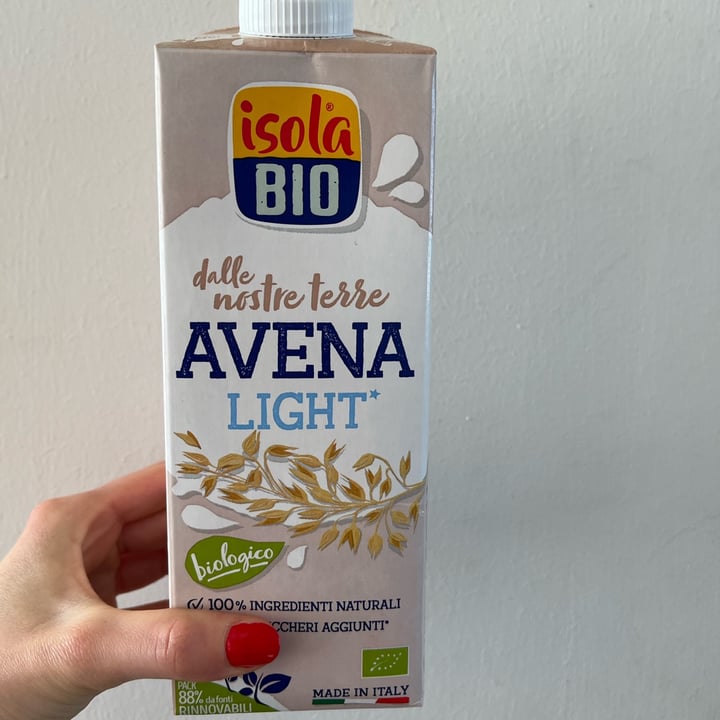 isola®
BIO
dalle
nostre terre
AVENA
LIGHT*
biologico
100% INGREDIENTI NATURALI
AGGIUNTI*
PACK
88% da fonti
RINNOVABILI
MADE IN ITALY